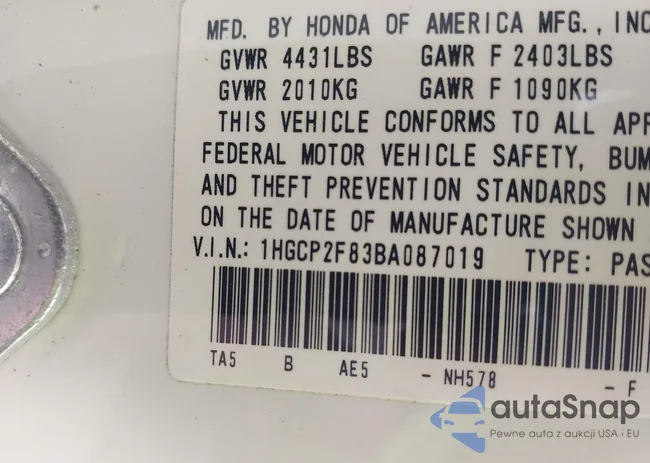 MFD. BY HONDA OF AMERICA MFG., INC
GVWR 4431LBS GAWR F 2403LBS
GVWR 2010KG GAWR F 1090KG
THIS VEHICLE CONFORMS TO ALL APP
FEDERAL MOTOR VEHICLE SAFETY, BUM
AND THEFT PREVENTION STANDARDS IN
ON THE DATE OF MANUFACTURE SHOWN
V.I.N.: 1HGCP2F83BA087019 TYPE: PAS
TA5 B AE5 - NH578 - F
autaSnap
Pewne auta z aukcji USA i EU